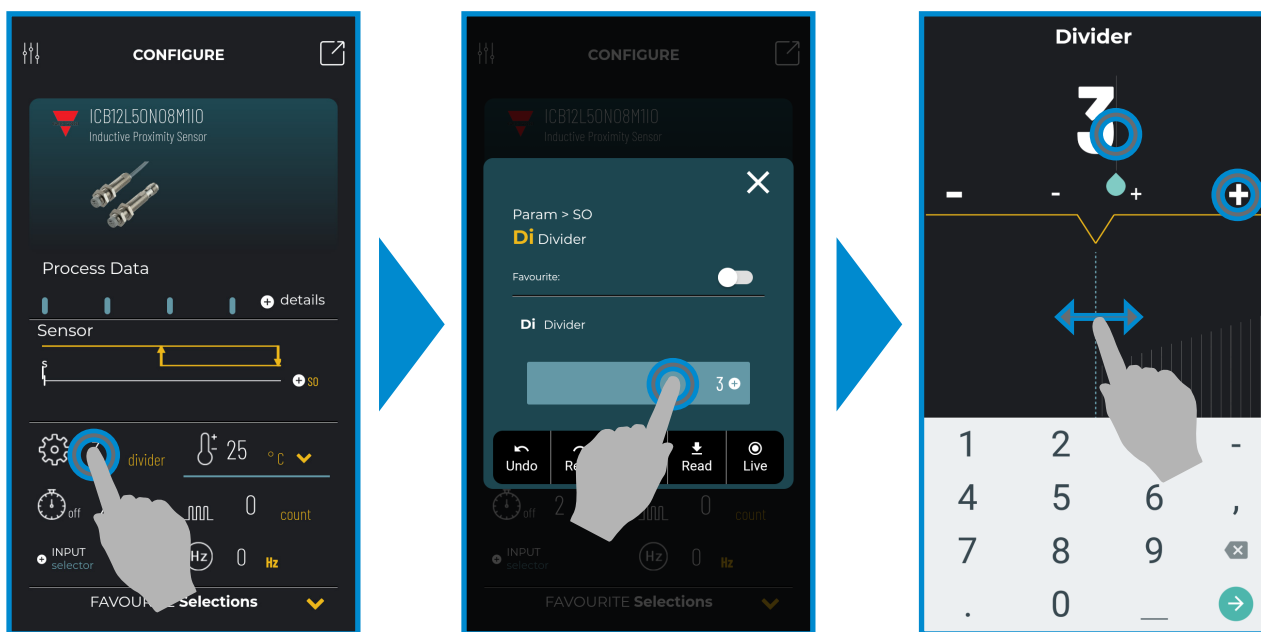 CONFIGURE
ICB12L50N08M1IO
Inductive Proximity Sensor
Process Data
details
Sensor
S
so
divider
25 °C
off
0 count
INPUT
selector
Hz 0 Hz
FAVOURITE Selections
CONFIGURE
ICB12L50N08M1IO
Inductive Proximity Sensor
Param > SO
Di Divider
Favourite:
Di Divider
3
Undo Read Live
off 2 0 count
INPUT
selector
Hz 0 Hz
FAVOURITE Selections
Divider
3
- - + +
1 2 -
4 5 6 ,
7 8 9
. 0 _